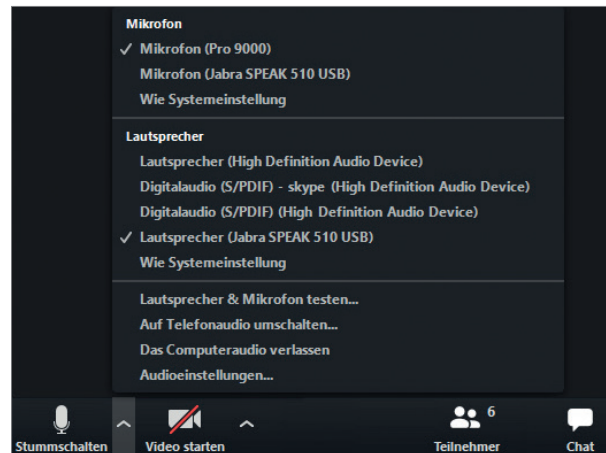 Mikrofon
✓ Mikrofon (Pro 9000)
Mikrofon (Jabra SPEAK 510 USB)
Wie Systemeinstellung
Lautsprecher
Lautsprecher (High Definition Audio Device)
Digitalaudio (S/PDIF) - skype (High Definition Audio Device)
Digitalaudio (S/PDIF) (High Definition Audio Device)
✓ Lautsprecher (Jabra SPEAK 510 USB)
Wie Systemeinstellung
Lautsprecher & Mikrofon testen...
Auf Telefonaudio umschalten...
Das Computeraudio verlassen
Audioeinstellungen...
6
Stummschalten Video starten Teilnehmer Chat